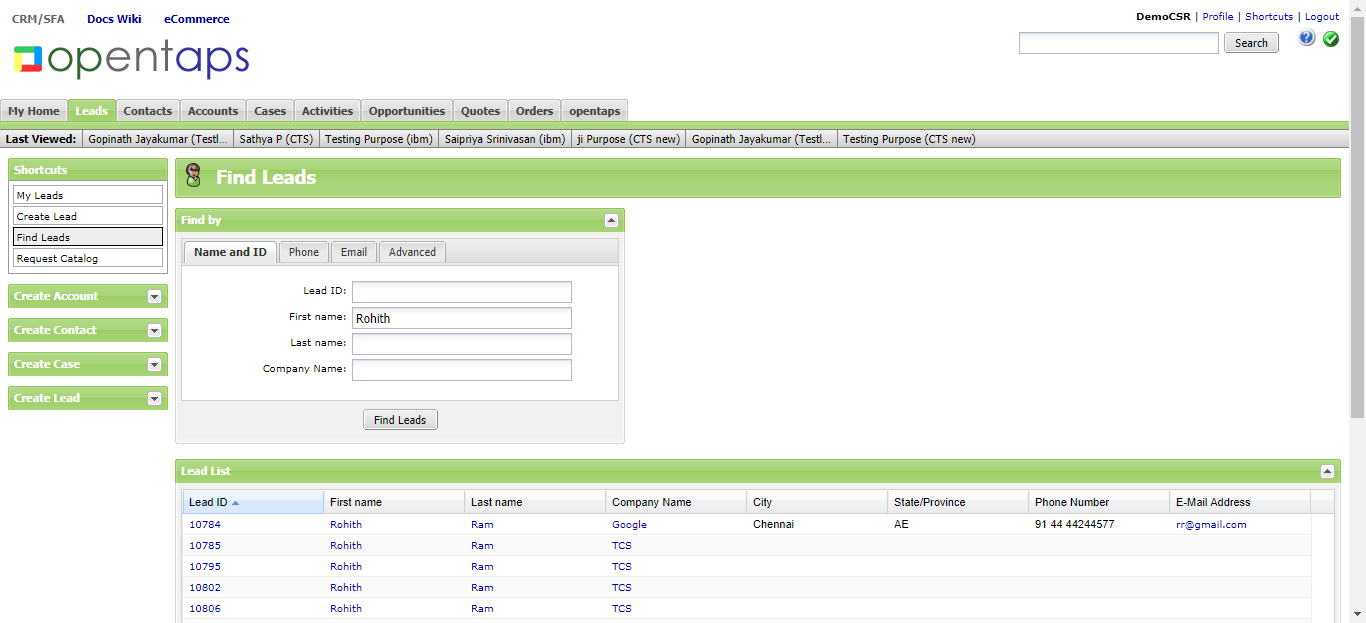 CRM/SFA Docs Wiki eCommerce
DemoCSR | Profile | Shortcuts | Logout
opentaps
Search
My Home Leads Contacts Accounts Cases Activities Opportunities Quotes Orders opentaps
Last Viewed: Gopinath Jayakumar (Testl... Sathya P (CTS) Testing Purpose (ibm) Saipriya Srinivasan (ibm) ji Purpose (CTS new) Gopinath Jayakumar (Testl... Testing Purpose (CTS new)
Shortcuts
My Leads
Create Lead
Find Leads
Request Catalog
Create Account
Create Contact
Create Case
Create Lead
Find Leads
Find by
Name and ID Phone Email Advanced
Lead ID:
First name: Rohith
Last name:
Company Name:
Find Leads
Lead List
Lead ID First name Last name Company Name City State/Province Phone Number E-Mail Address
10784 Rohith Ram Google Chennai AE 91 44 44244577 rr@gmail.com
10785 Rohith Ram TCS
10795 Rohith Ram TCS
10802 Rohith Ram TCS
10806 Rohith Ram TCS